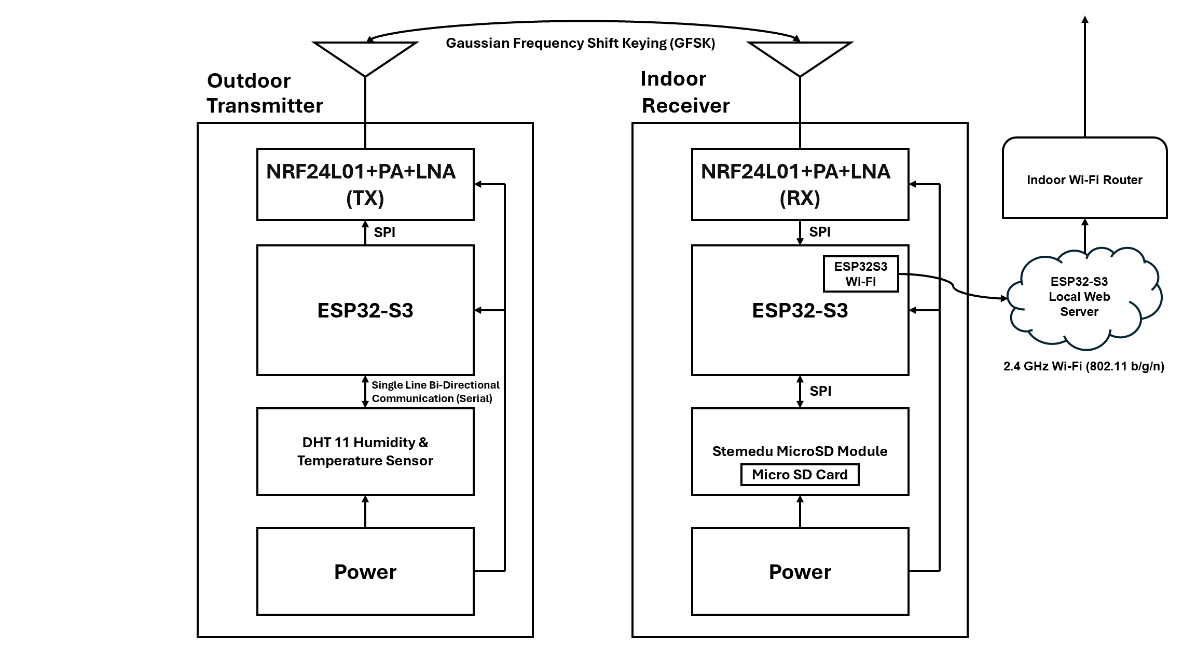 Gaussian Frequency Shift Keying (GFSK)
Outdoor
Transmitter
NRF24L01+PA+LNA
(TX)
SPI
ESP32-S3
Single Line Bi-Directional
Communication (Serial)
DHT 11 Humidity &
Temperature Sensor
Power
Indoor
Receiver
NRF24L01+PA+LNA
(RX)
SPI
ESP32S3
Wi-Fi
ESP32-S3
SPI
Stemedu MicroSD Module
Micro SD Card
Power
Indoor Wi-Fi Router
ESP32-S3
Local Web
Server
2.4 GHz Wi-Fi (802.11 b/g/n)